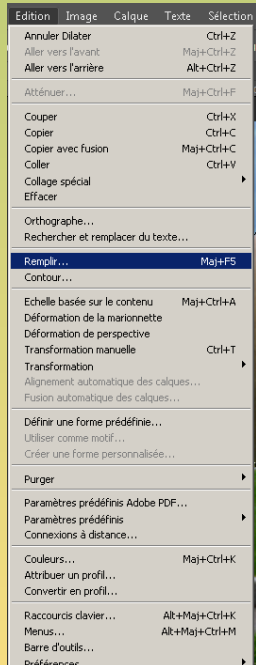 Edition Image Calque Texte Sélection
Annuler Dilater Ctrl+Z
Aller vers l'avant Maj+Ctrl+Z
Aller vers l'arrière Alt+Ctrl+Z
Atténuer... Maj+Ctrl+F
Couper Ctrl+X
Copier Ctrl+C
Copier avec fusion Maj+Ctrl+C
Coller Ctrl+V
Collage spécial
Effacer
Orthographe...
Rechercher et remplacer du texte...
Remplir... Maj+F5
Contour...
Echelle basée sur le contenu Maj+Ctrl+A
Déformation de la marionnette
Déformation de perspective
Transformation manuelle Ctrl+T
Transformation
Alignement automatique des calques...
Fusion automatique des calques...
Définir une forme prédéfinie...
Utiliser comme motif...
Créer une forme personnalisée...
Purger
Paramètres prédéfinis Adobe PDF...
Paramètres prédéfinis
Connexions à distance...
Couleurs... Maj+Ctrl+K
Attribuer un profil...
Convertir en profil...
Raccourcis clavier... Alt+Maj+Ctrl+K
Menus... Alt+Maj+Ctrl+M
Barre d'outils...
Préférences